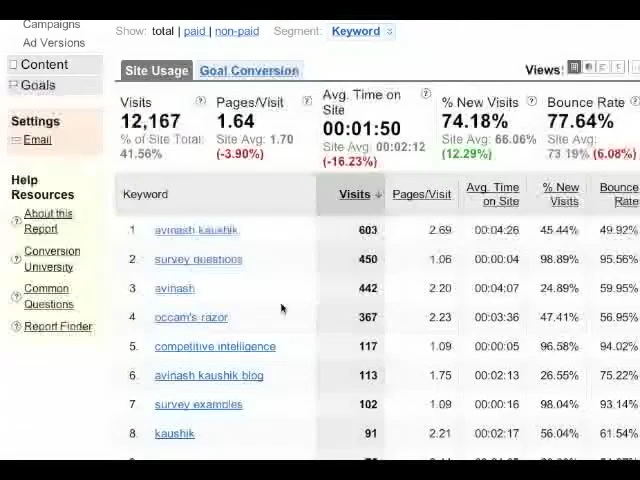 Campaigns
Ad Versions
Content
Goals
Settings
Email
Help
Resources
About this
Report
Conversion
University
Common
Questions
Report Finder
Show: total | paid | non-paid Segment: Keyword
Site Usage Goal Conversion Views:
Visits
12,167
% of Site Total:
41.56%
Pages/Visit
1.64
Site Avg: 1.70
(-3.90%)
Avg. Time on
Site
00:01:50
Site Avg: 00:02:12
(-16.23%)
% New Visits
74.18%
Site Avg: 66.06%
(12.29%)
Bounce Rate
77.64%
Site Avg:
73.19% (6.08%)
Keyword Visits Pages/Visit Avg. Time on Site % New Visits Bounce Rate
1. avinash kaushik 603 2.69 00:04:26 45.44% 49.92%
2. survey questions 450 1.06 00:00:04 98.89% 95.56%
3. avinash 442 2.20 00:04:07 24.89% 59.95%
4. occam's razor 367 2.23 00:03:36 47.41% 56.95%
5. competitive intelligence 117 1.09 00:00:05 96.58% 94.02%
6. avinash kaushik blog 113 1.75 00:02:13 26.55% 75.22%
7. survey examples 102 1.09 00:00:16 98.04% 93.14%
8. kaushik 91 2.21 00:02:17 56.04% 61.54%